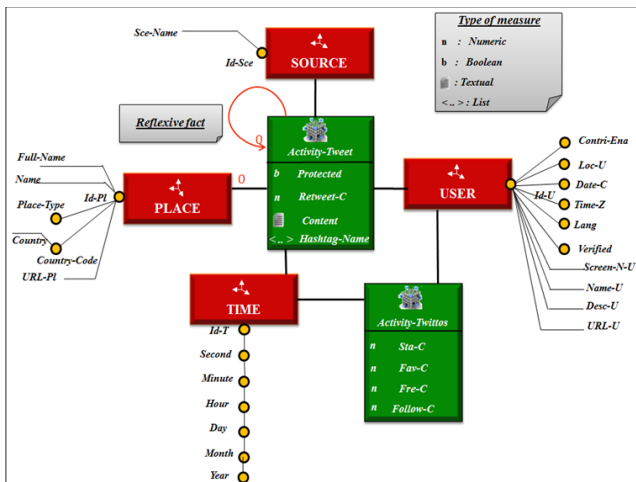 Sce-Name
Id-Sce
SOURCE
Type of measure
n : Numeric
b : Boolean
: Textual
< .. > : List
Reflexive fact
0
Activity-Tweet
b Protected
n Retweet-C
Content
< .. > Hashtag-Name
Full-Name
Name
Id-Pl
Place-Type
Country
Country-Code
URL-Pl
0
PLACE
USER
Id-U
Contri-Ena
Loc-U
Date-C
Time-Z
Lang
Verified
Screen-N-U
Name-U
Desc-U
URL-U
TIME
Id-T
Second
Minute
Hour
Day
Month
Year
Activity-Twittos
n Sta-C
n Fav-C
n Fre-C
n Follow-C